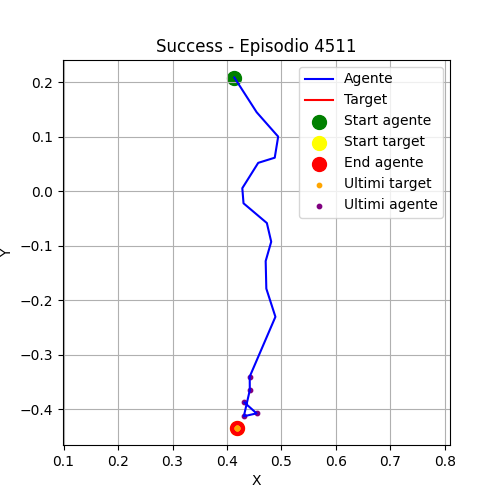 Success - Episodio 4511
Agente
Target
Start agente
Start target
End agente
Ultimi target
Ultimi agente
0.2
0.1
0.0
−0.1
−0.2
−0.3
−0.4
Y
0.1 0.2 0.3 0.4 0.5 0.6 0.7 0.8
X